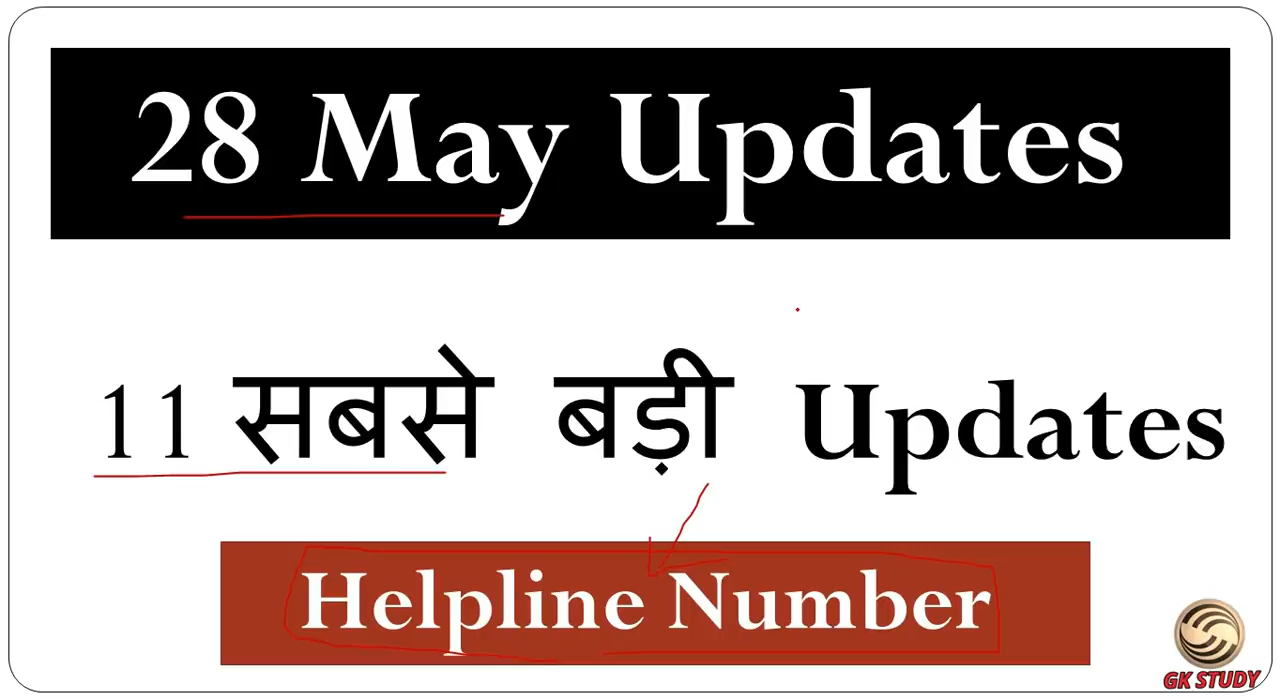 28 May Updates
11 सबसे बड़ी Updates
Helpline Number
GK STUDY